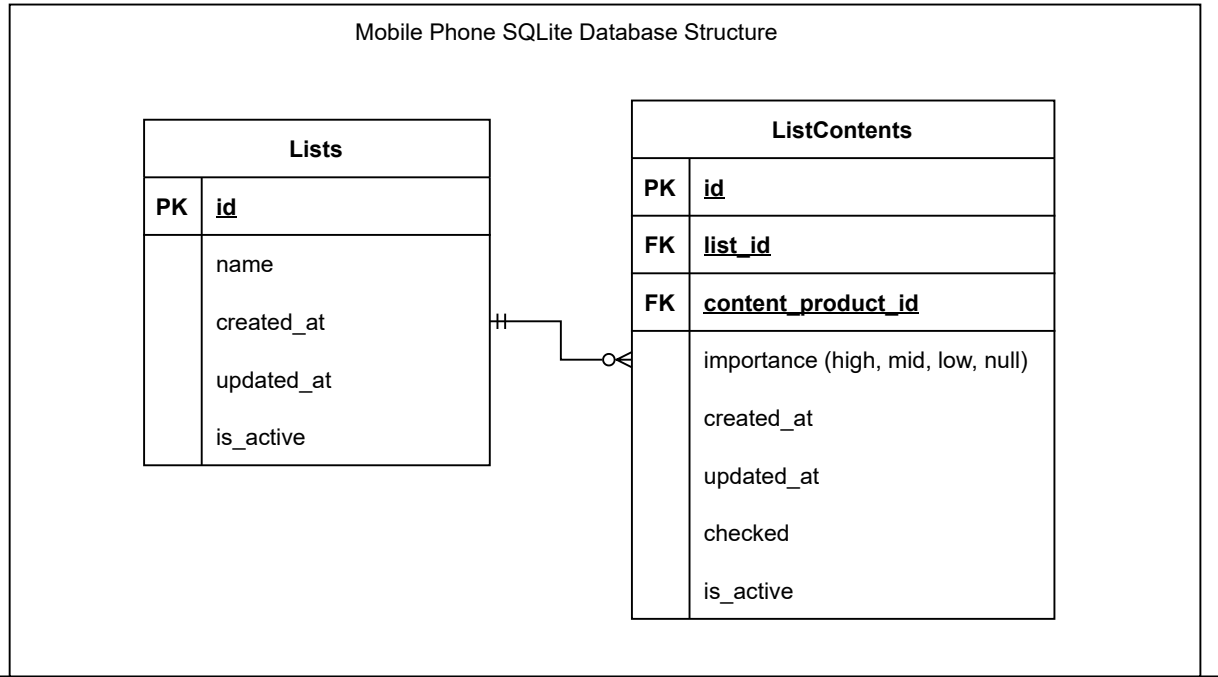 Mobile Phone SQLite Database Structure
Lists
PK id
name
created_at
updated_at
is_active
ListContents
PK id
FK list_id
FK content_product_id
importance (high, mid, low, null)
created_at
updated_at
checked
is_active